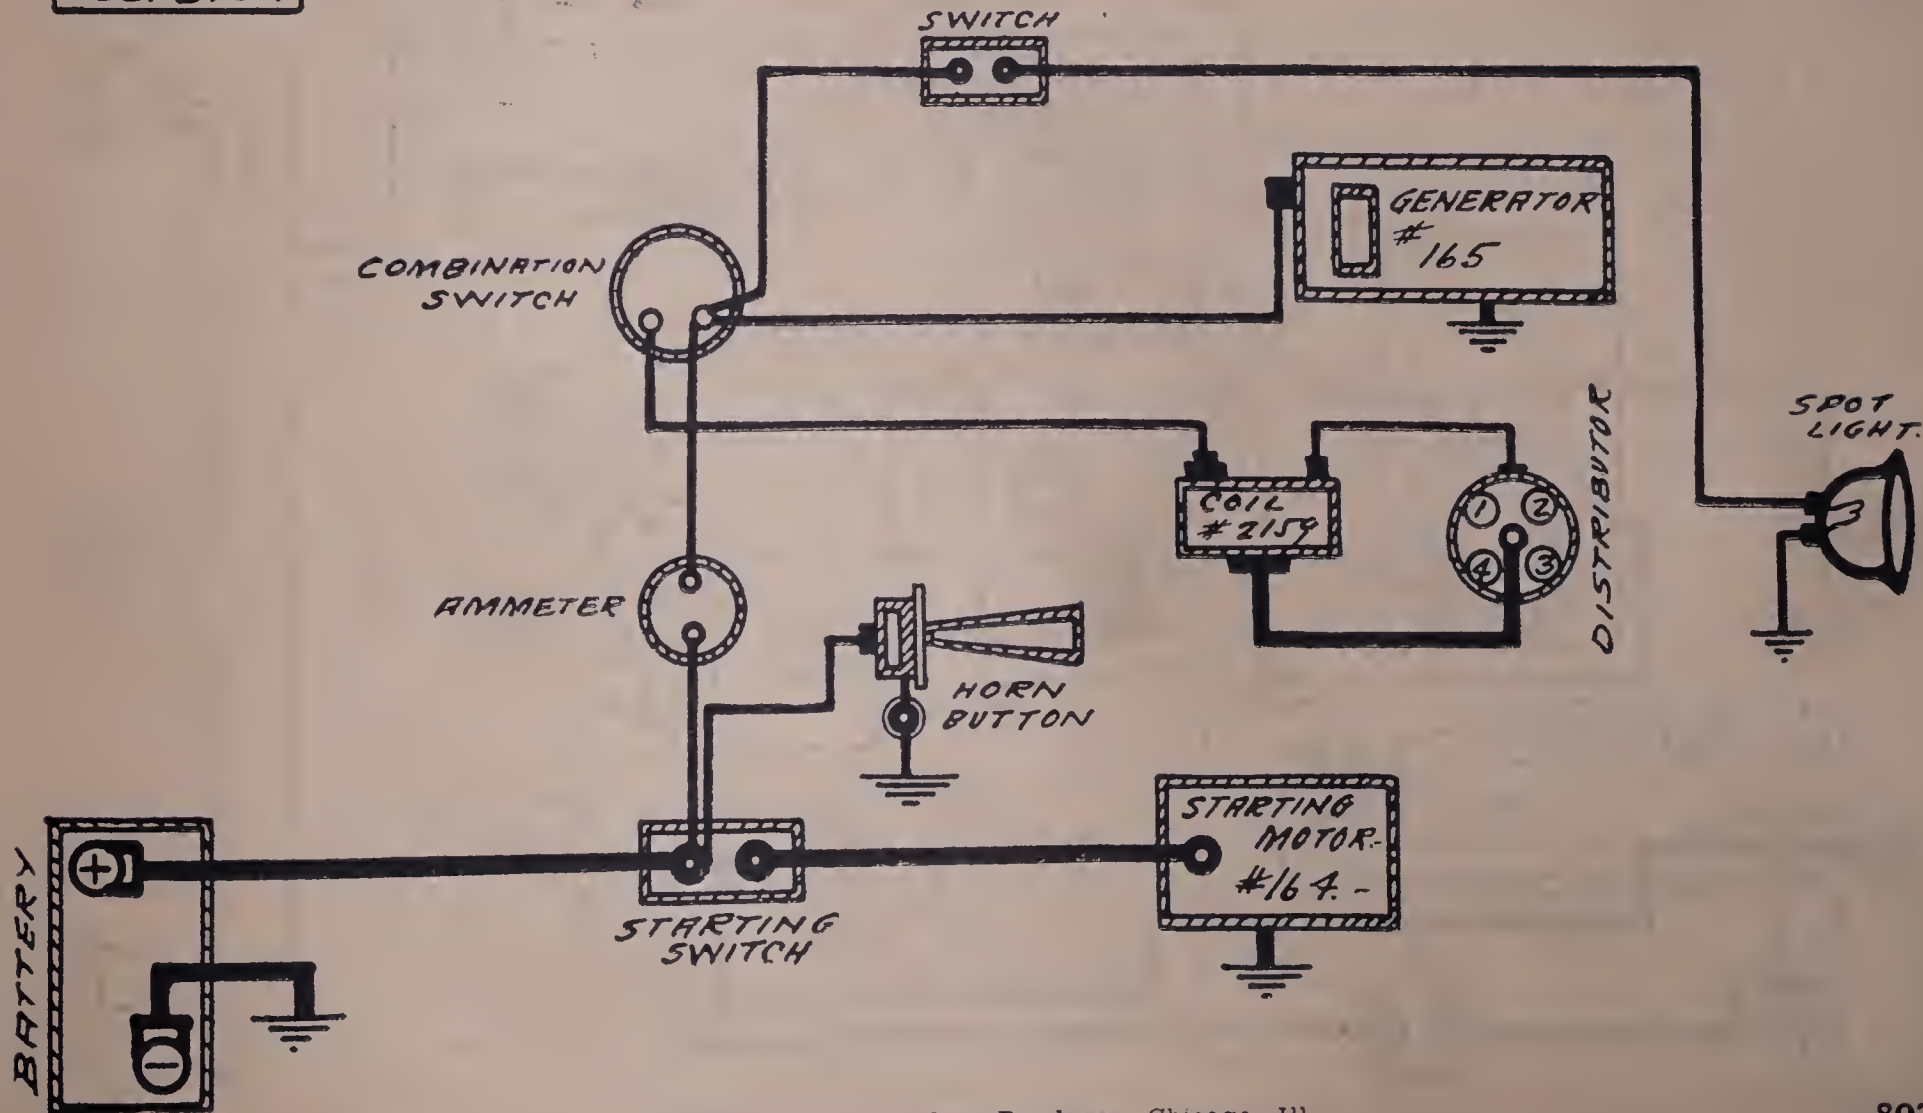 SWITCH
GENERATOR
#
165
COMBINATION
SWITCH
SPOT
LIGHT.
DISTRIBUTOR
COIL
# 2159
1
2
4
3
AMMETER
HORN
BUTTON
STARTING
MOTOR.-
#164.-
+
BATTERY
STARTING
SWITCH
-
Chicago, Ill